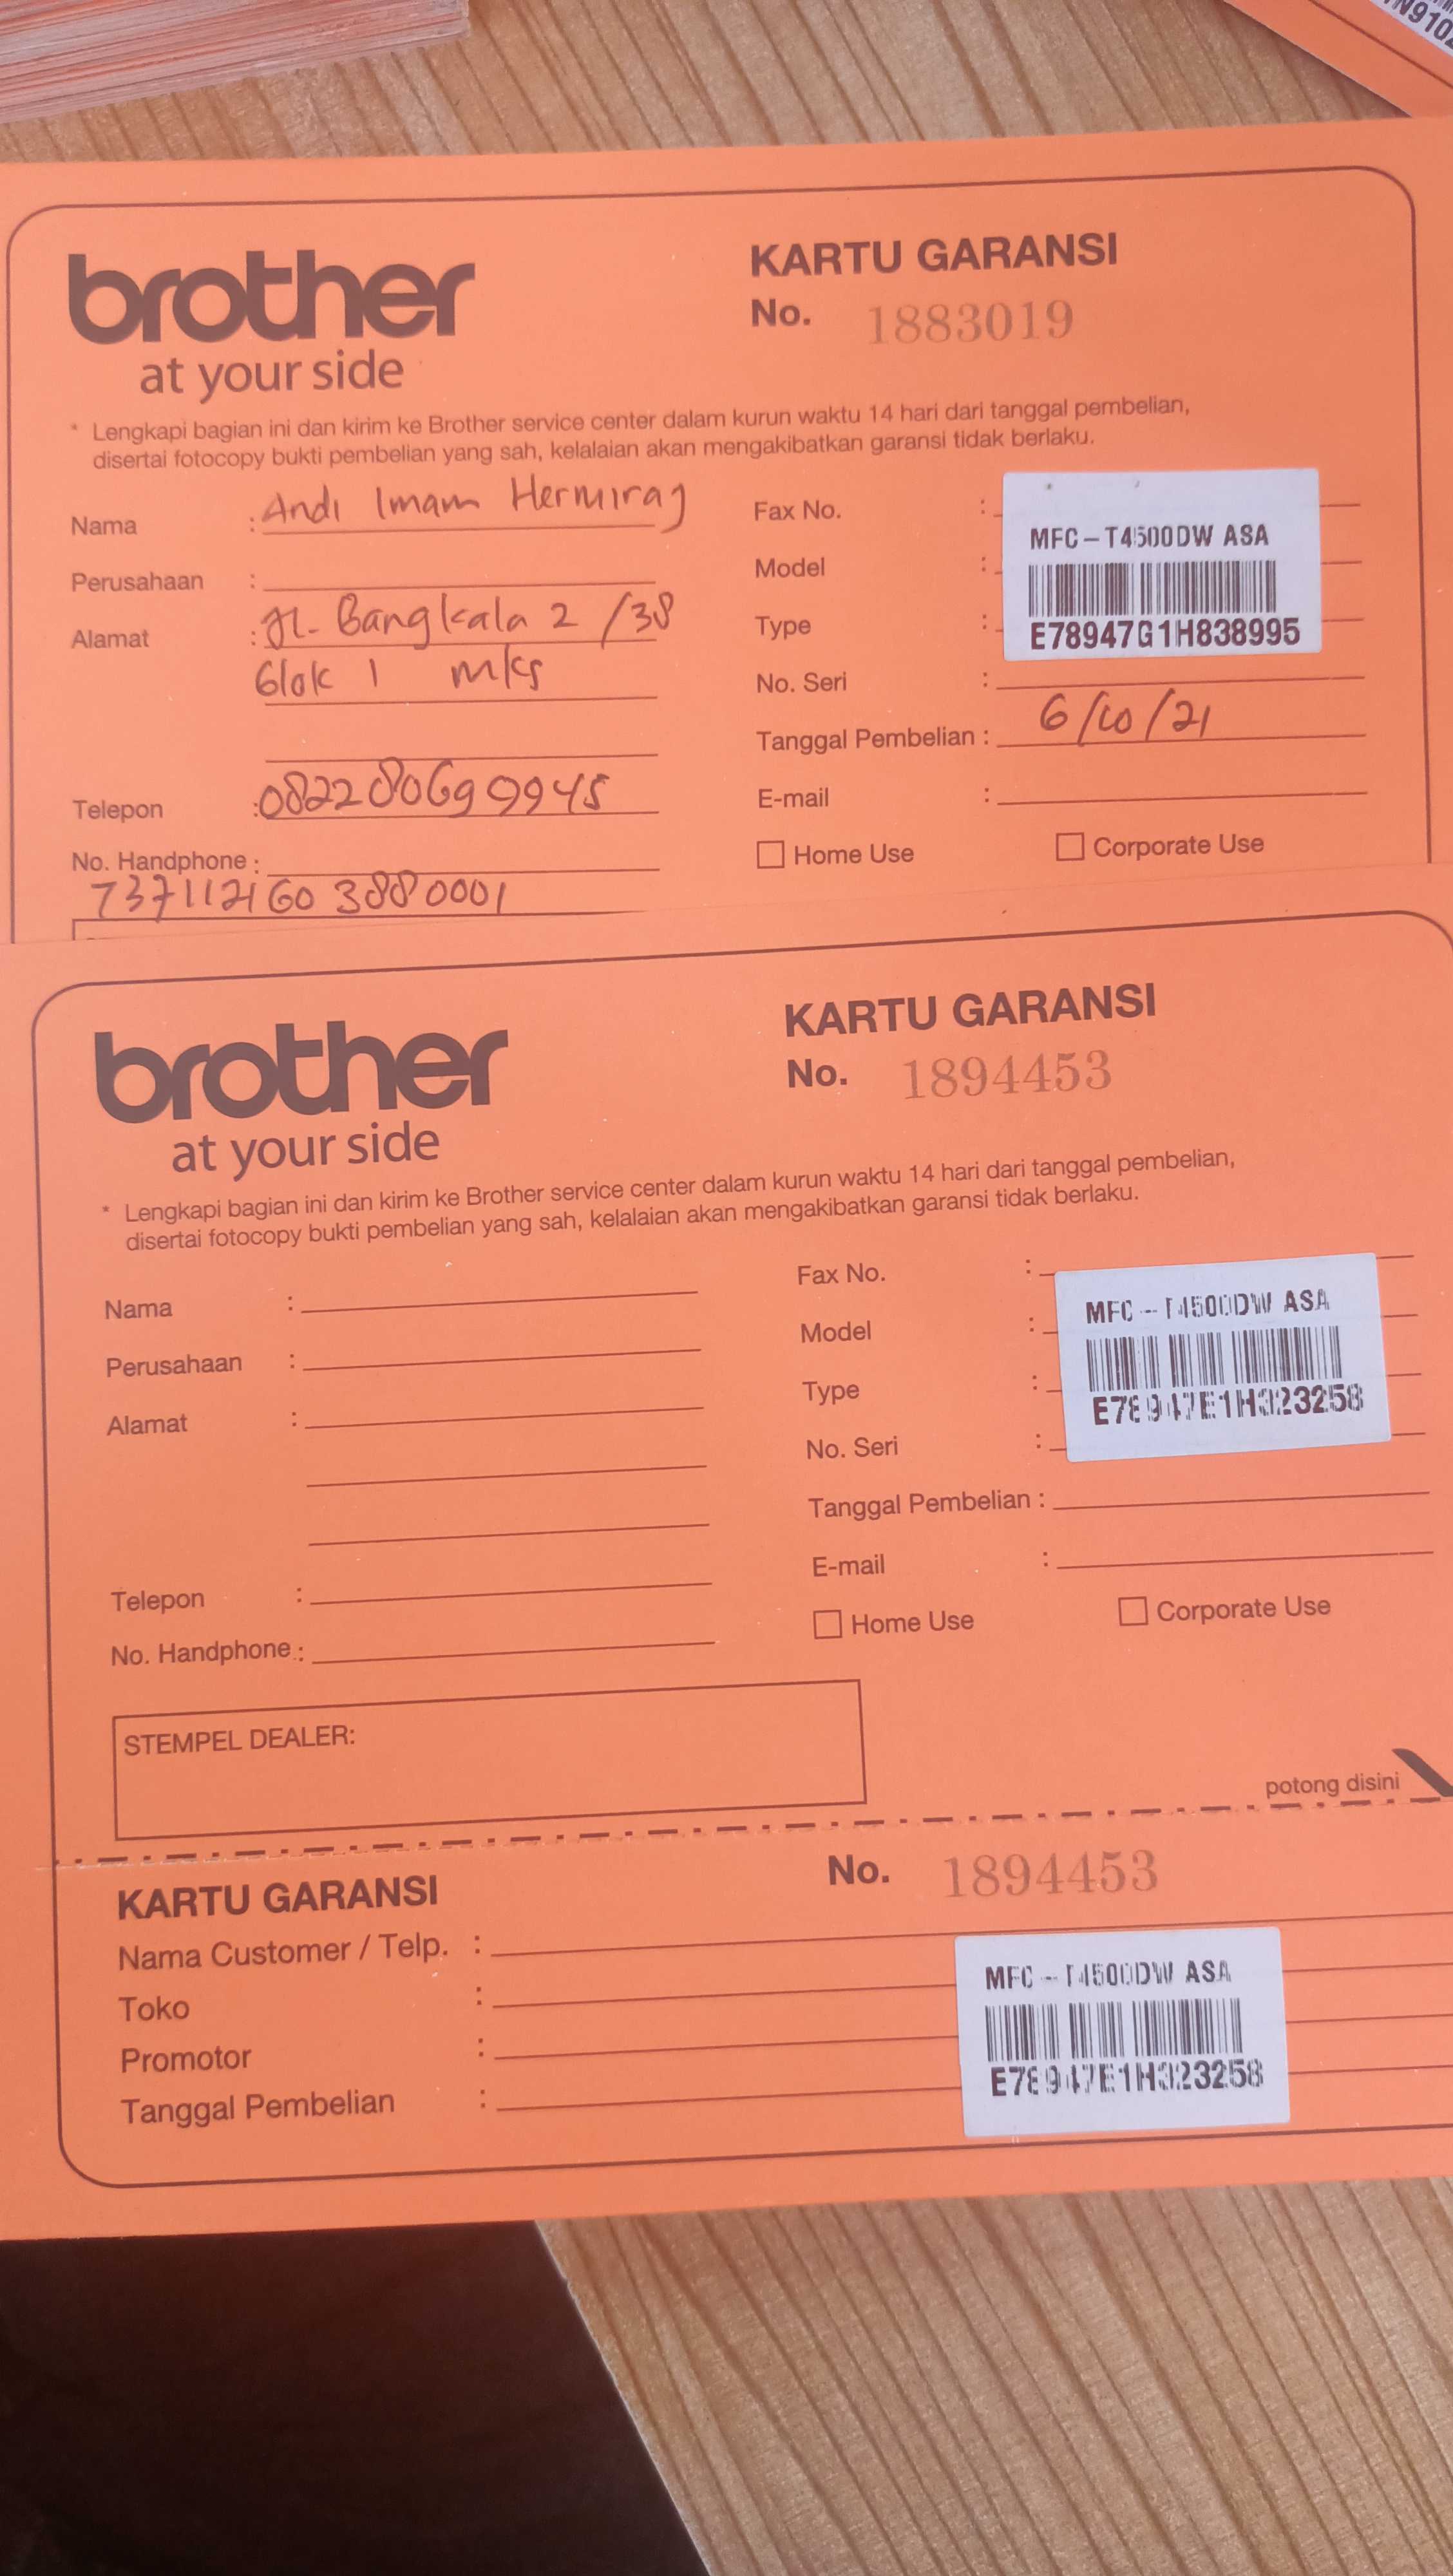 N910
brother
at your side
KARTU GARANSI
No. 1883019
* Lengkapi bagian ini dan kirim ke Brother service center dalam kurun waktu 14 hari dari tanggal pembelian,
disertai fotocopy bukti pembelian yang sah, kelalaian akan mengakibatkan garansi tidak berlaku.
Nama : Andi Imam Hermiraj
Perusahaan :
Alamat : Jl. Bangkala 2 /38
blok 1 mks
Telepon : 082280699945
No. Handphone :
Fax No. :
Model :
Type :
No. Seri :
MFC-T4500DW ASA
E78947G1H838995
Tanggal Pembelian : 6/10/21
E-mail :
Home Use Corporate Use
brother
at your side
KARTU GARANSI
No. 1894453
* Lengkapi bagian ini dan kirim ke Brother service center dalam kurun waktu 14 hari dari tanggal pembelian,
disertai fotocopy bukti pembelian yang sah, kelalaian akan mengakibatkan garansi tidak berlaku.
Nama :
Perusahaan :
Alamat :
Telepon :
No. Handphone :
Fax No. :
Model :
Type :
No. Seri :
MFC-T4500DW ASA
E78947E1H323258
Tanggal Pembelian :
E-mail :
Home Use Corporate Use
STEMPEL DEALER:
potong disini
KARTU GARANSI
No. 1894453
Nama Customer / Telp. :
Toko :
Promotor :
Tanggal Pembelian :
MFC-T4500DW ASA
E78947E1H323258